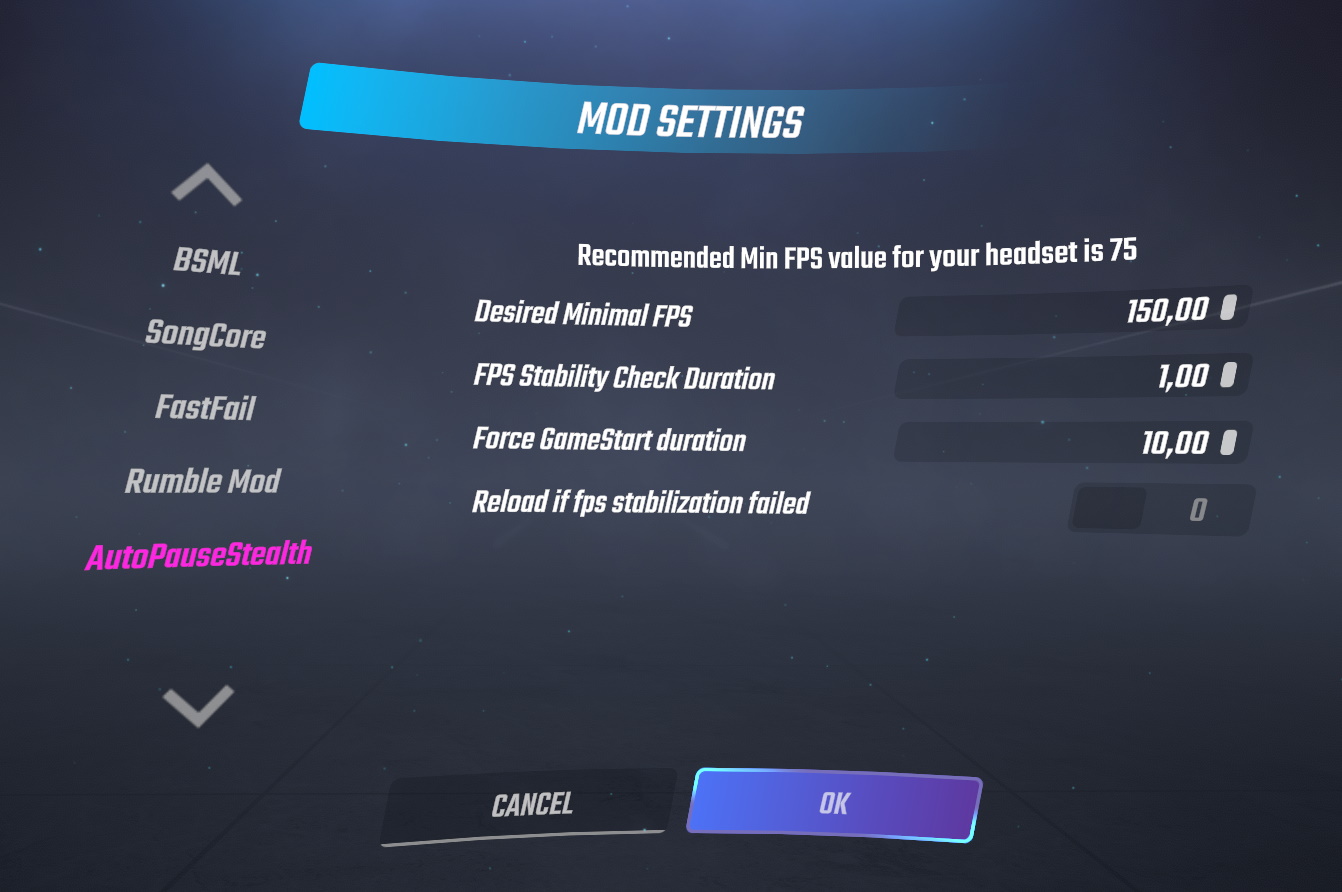 MOD SETTINGS
BSML
SongCore
FastFail
Rumble Mod
AutoPauseStealth
Recommended Min FPS value for your headset is 75
Desired Minimal FPS 150,00
FPS Stability Check Duration 1,00
Force GameStart duration 10,00
Reload if fps stabilization failed 0
CANCEL
OK